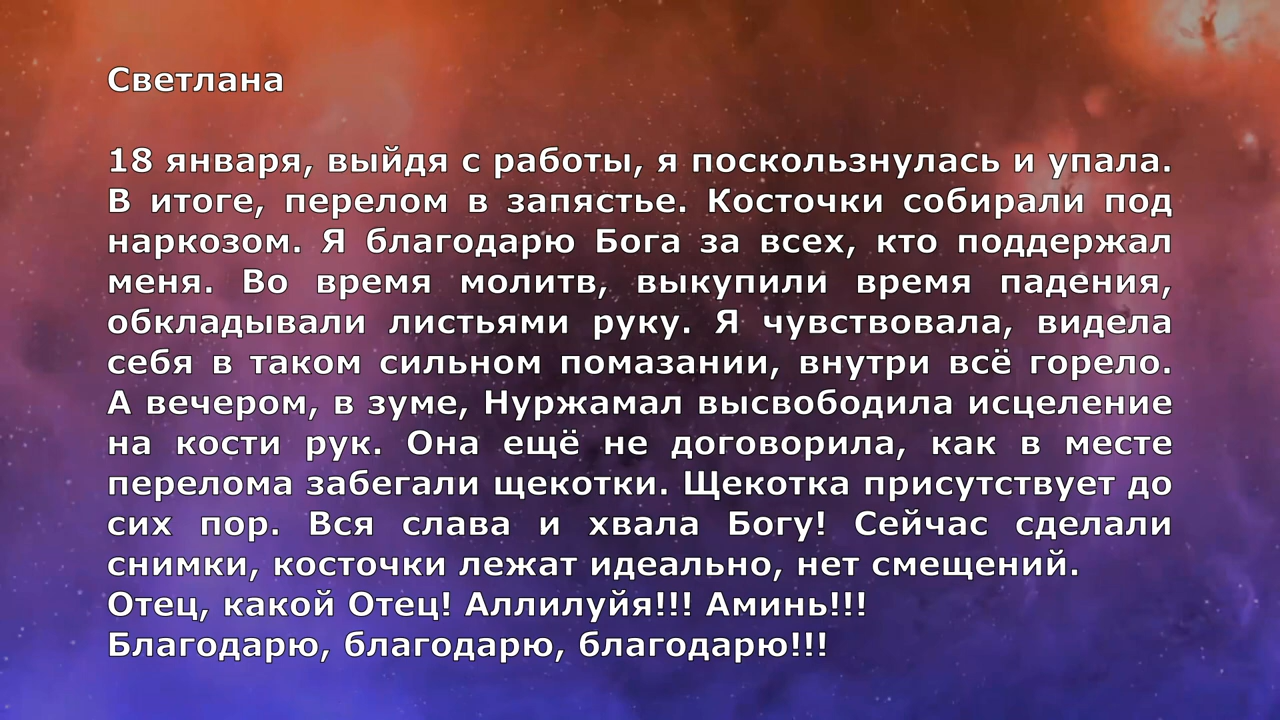 Светлана
18 января, выйдя с работы, я поскользнулась и упала.
В итоге, перелом в запястье. Косточки собирали под
наркозом. Я благодарю Бога за всех, кто поддержал
меня. Во время молитв, выкупили время падения,
обкладывали листьями руку. Я чувствовала, видела
себя в таком сильном помазании, внутри всё горело.
А вечером, в зуме, Нуржамал высвободила исцеление
на кости рук. Она ещё не договорила, как в месте
перелома забегали щекотки. Щекотка присутствует до
сих пор. Вся слава и хвала Богу! Сейчас сделали
снимки, косточки лежат идеально, нет смещений.
Отец, какой Отец! Аллилуйя!!! Аминь!!!
Благодарю, благодарю, благодарю!!!